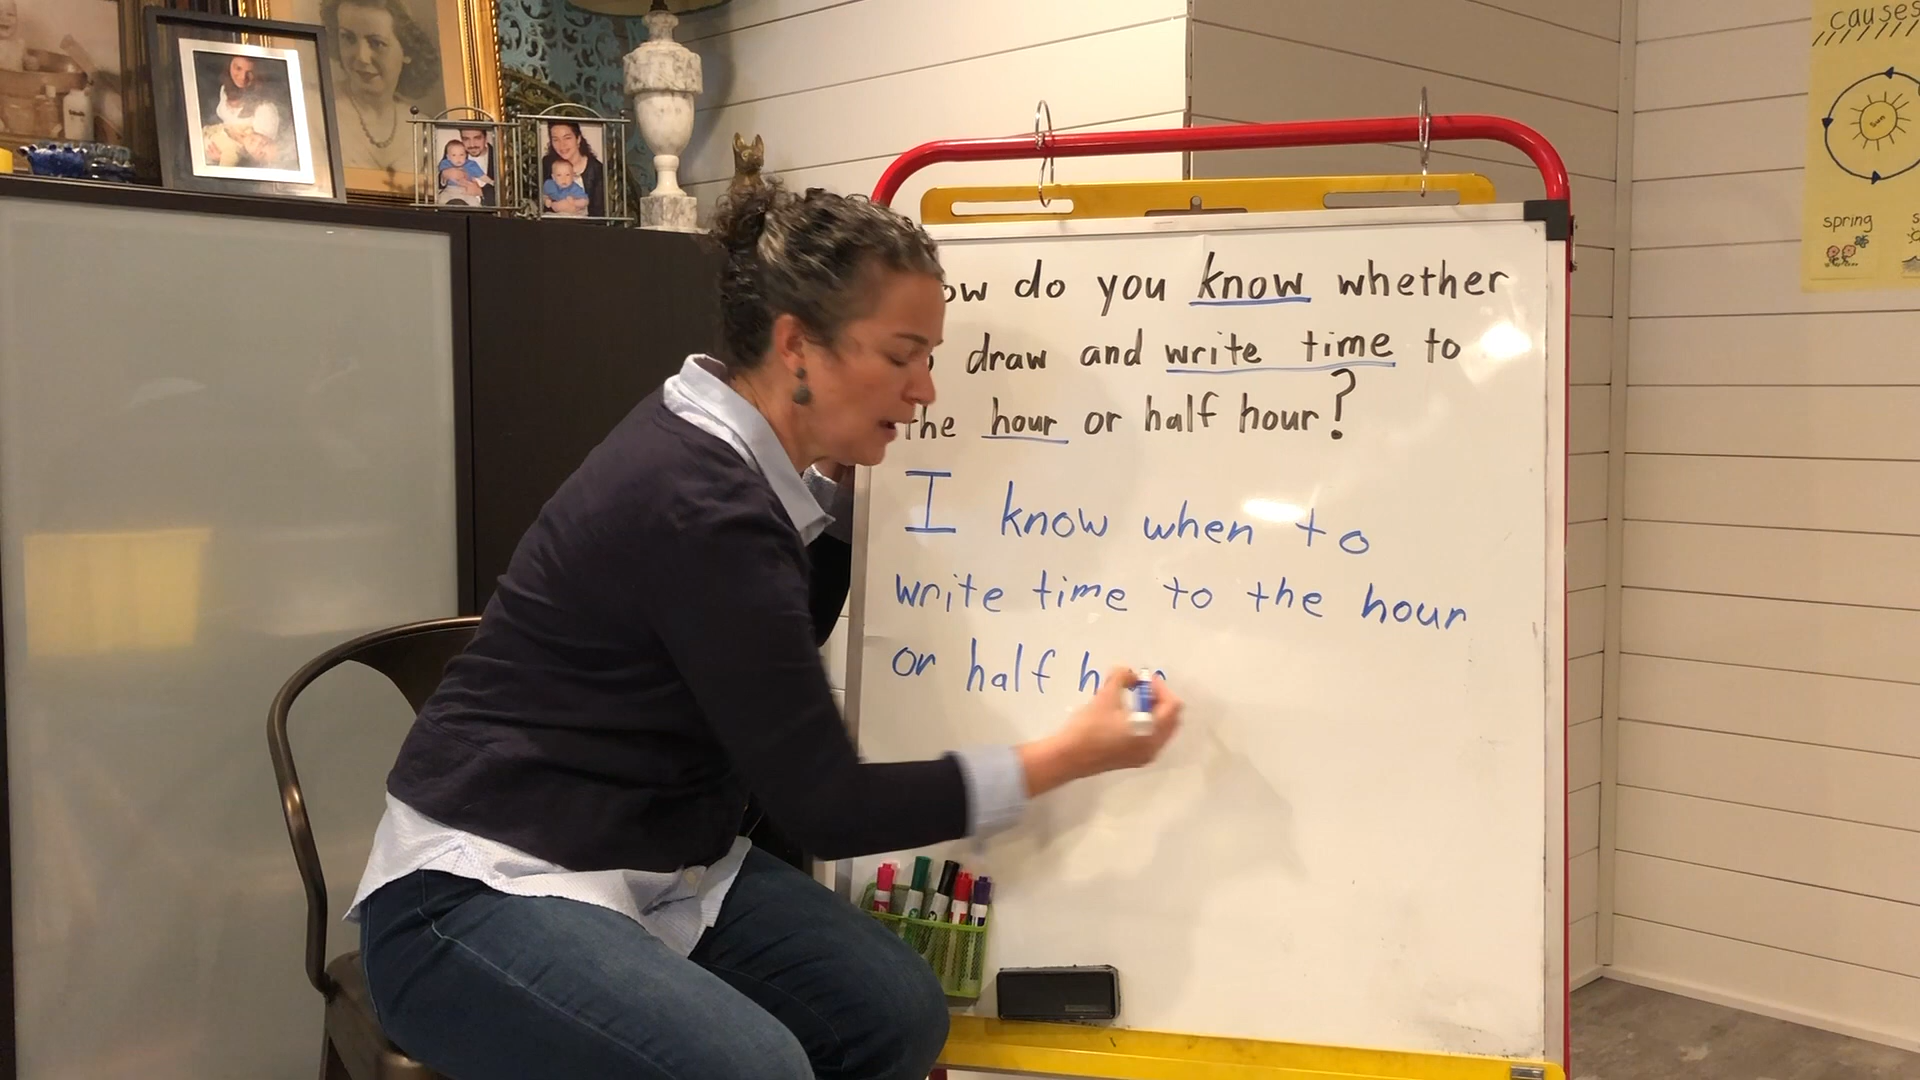 ow do you know whether
draw and write time to
the hour or half hour?
I know when to
write time to the hour
or half
causes
Sun
spring